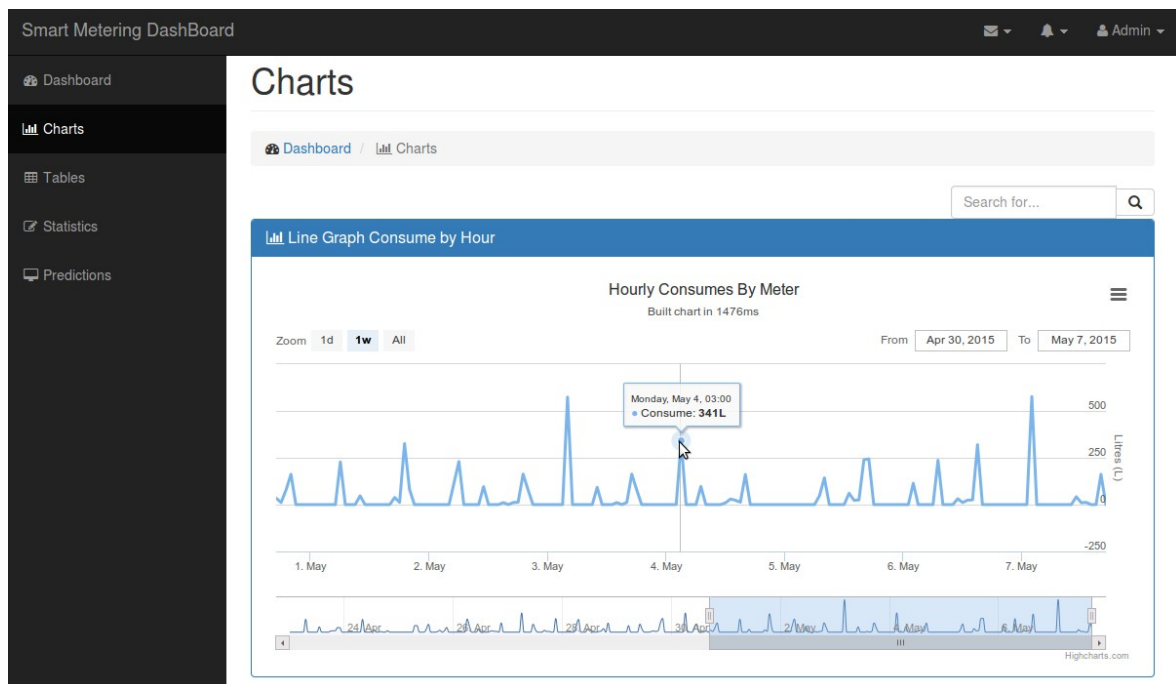 Smart Metering DashBoard
Admin
Dashboard
Charts
Tables
Statistics
Predictions
Charts
Dashboard / Charts
Search for...
Line Graph Consume by Hour
Hourly Consumes By Meter
Built chart in 1476ms
Zoom 1d 1w All
From Apr 30, 2015 To May 7, 2015
Monday, May 4, 03:00
Consume: 341L
500
250
0
-250
Litres (L)
1. May 2. May 3. May 4. May 5. May 6. May 7. May
24. Apr 26. Apr 28. Apr 30. Apr 2. May 4. May 6. May
Highcharts.com